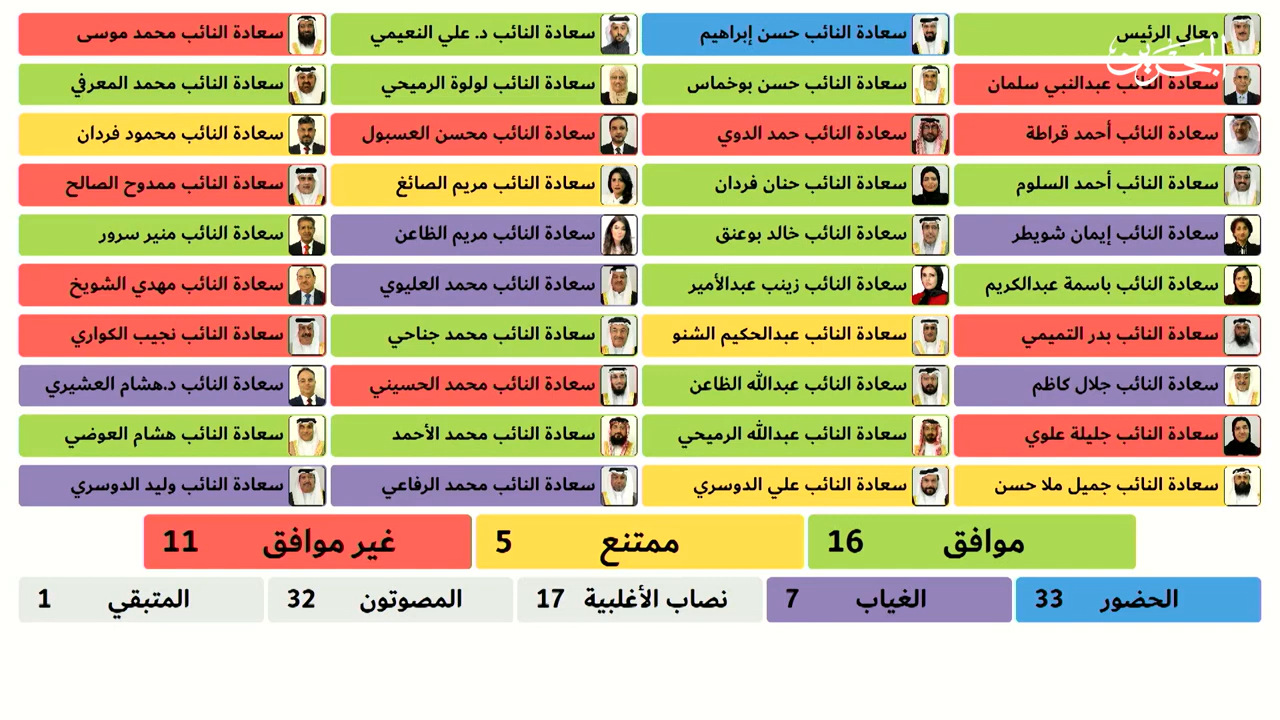 معالي الرئيس
سعادة النائب حسن إبراهيم
سعادة النائب د. علي النعيمي
سعادة النائب محمد موسى
البحرين
سعادة النائب عبدالنبي سلمان
سعادة النائب حسن بوخماس
سعادة النائب لولوة الرميحي
سعادة النائب محمد المعرفي
سعادة النائب أحمد قراطة
سعادة النائب حمد الدوي
سعادة النائب محسن العسبول
سعادة النائب محمود فردان
سعادة النائب أحمد السلوم
سعادة النائب حنان فردان
سعادة النائب مريم الصائغ
سعادة النائب ممدوح الصالح
سعادة النائب إيمان شويطر
سعادة النائب خالد بوعنق
سعادة النائب مريم الظاعن
سعادة النائب منير سرور
سعادة النائب باسمة عبدالكريم
سعادة النائب زينب عبدالأمير
سعادة النائب محمد العليوي
سعادة النائب مهدي الشويخ
سعادة النائب بدر التميمي
سعادة النائب عبدالحكيم الشنو
سعادة النائب محمد جناحي
سعادة النائب نجيب الكواري
سعادة النائب جلال كاظم
سعادة النائب عبدالله الظاعن
سعادة النائب محمد الحسيني
سعادة النائب د.هشام العشيري
سعادة النائب جليلة علوي
سعادة النائب عبدالله الرميحي
سعادة النائب محمد الأحمد
سعادة النائب هشام العوضي
سعادة النائب جميل ملا حسن
سعادة النائب علي الدوسري
سعادة النائب محمد الرفاعي
سعادة النائب وليد الدوسري
موافق 16
ممتنع 5
غير موافق 11
الحضور 33
الغياب 7
نصاب الأغلبية 17
المصوتون 32
المتبقي 1